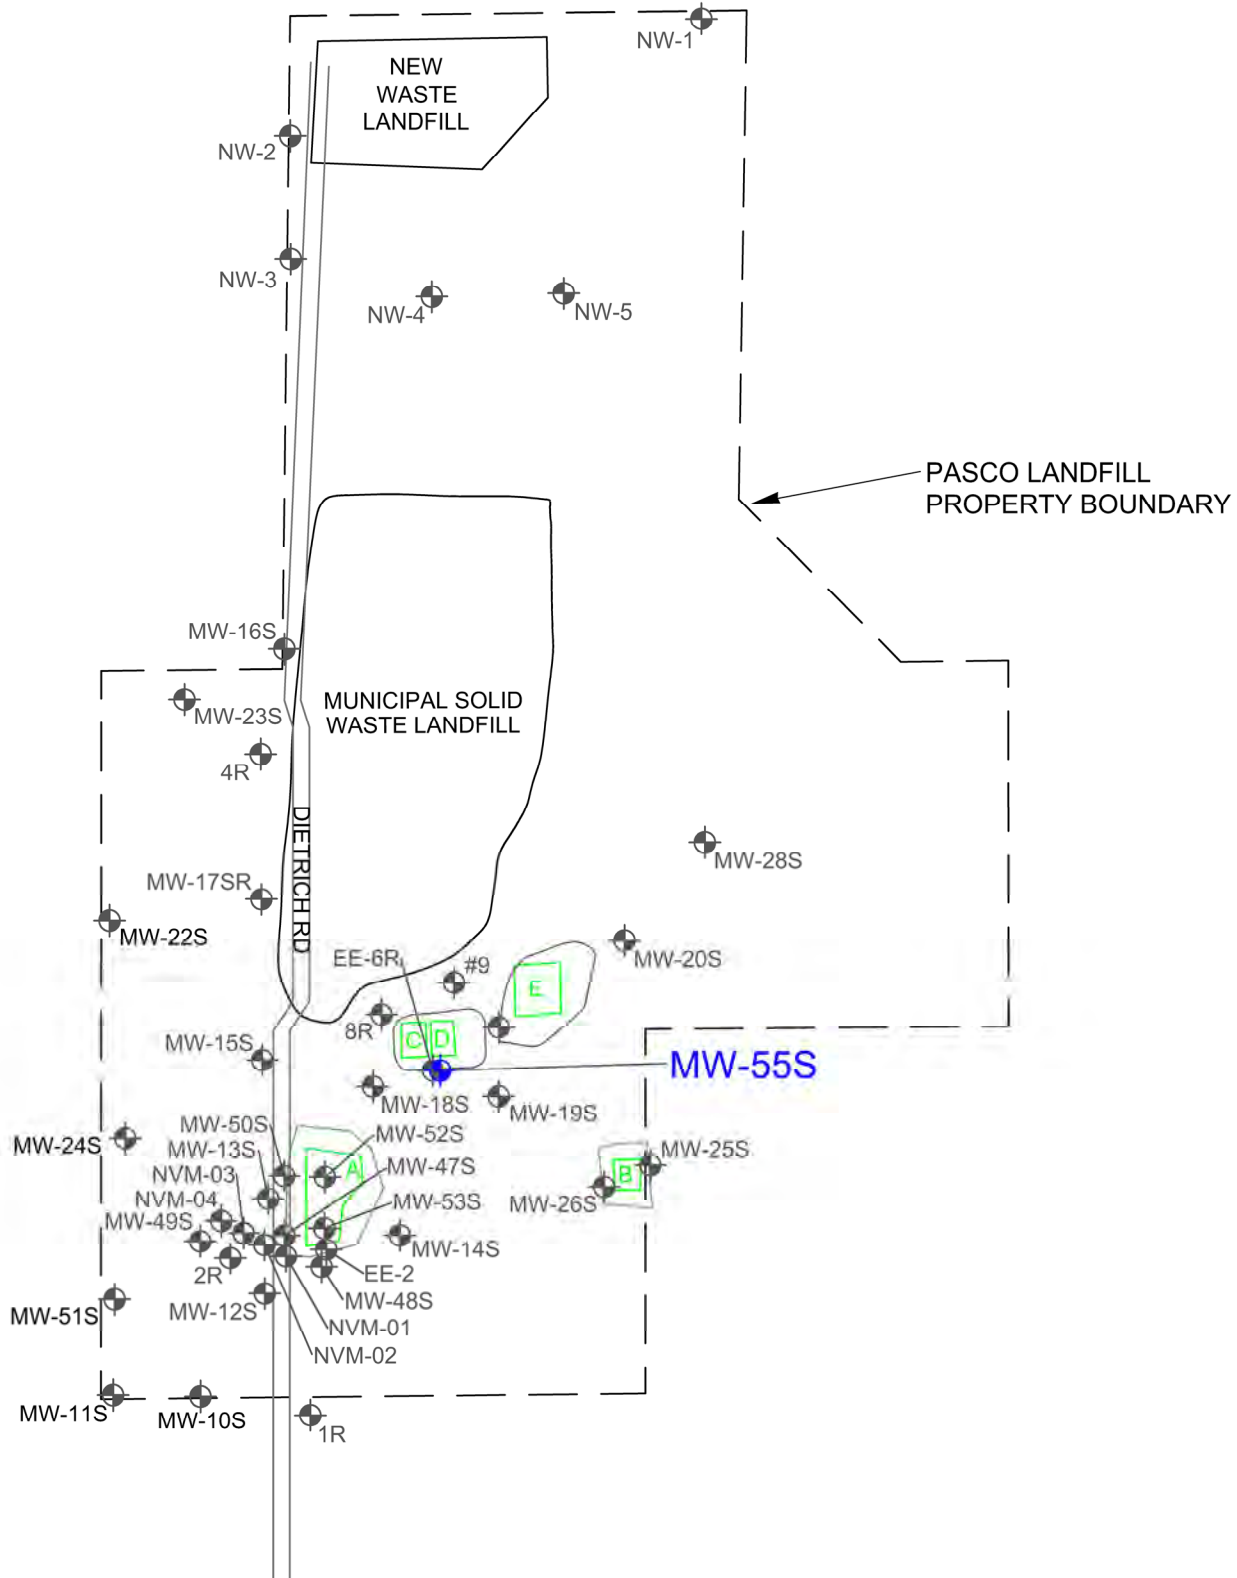 NW-1
NEW
WASTE
LANDFILL
NW-2
NW-3
NW-4
NW-5
PASCO LANDFILL
PROPERTY BOUNDARY
MW-16S
MW-23S
MUNICIPAL SOLID
WASTE LANDFILL
4R
DIETRICH RD
MW-28S
MW-17SR
MW-22S
MW-20S
EE-6R
#9
E
8R
C
D
MW-15S
MW-55S
MW-18S
MW-19S
MW-50S
MW-52S
MW-24S
MW-13S
MW-47S
MW-25S
A
B
NVM-03
MW-26S
NVM-04
MW-53S
MW-49S
MW-14S
2R
EE-2
MW-48S
MW-51S
MW-12S
NVM-01
NVM-02
MW-11S
MW-10S
1R